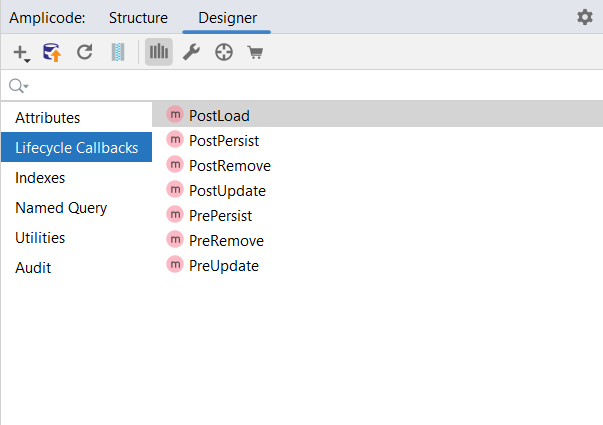 Amplicode: Structure Designer
Attributes
Lifecycle Callbacks
Indexes
Named Query
Utilities
Audit
m PostLoad
m PostPersist
m PostRemove
m PostUpdate
m PrePersist
m PreRemove
m PreUpdate